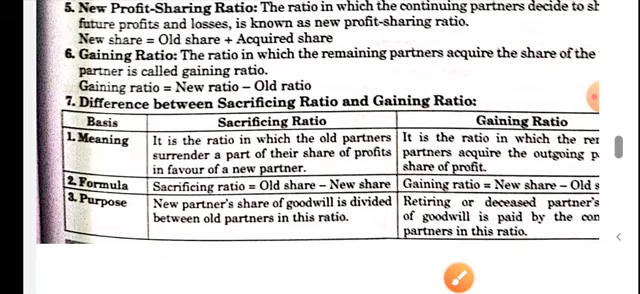 5. New Profit-Sharing Ratio: The ratio in which the continuing partners decide to
future profits and losses, is known as new profit-sharing ratio.
New share = Old share + Acquired share
6. Gaining Ratio: The ratio in which the remaining partners acquire the share of the
partner is called gaining ratio.
Gaining ratio = New ratio – Old ratio
7. Difference between Sacrificing Ratio and Gaining Ratio:
Basis Sacrificing Ratio Gaining Ratio
1. Meaning It is the ratio in which the old partners It is the ratio in which the
surrender a part of their share of profits partners acquire the outgoing
in favour of a new partner. share of profit.
2. Formula Sacrificing ratio = Old share – New share Gaining ratio = New share – Old
3. Purpose New partner's share of goodwill is divided Retiring or deceased partner's
between old partners in this ratio. of goodwill is paid by the
partners in this ratio.